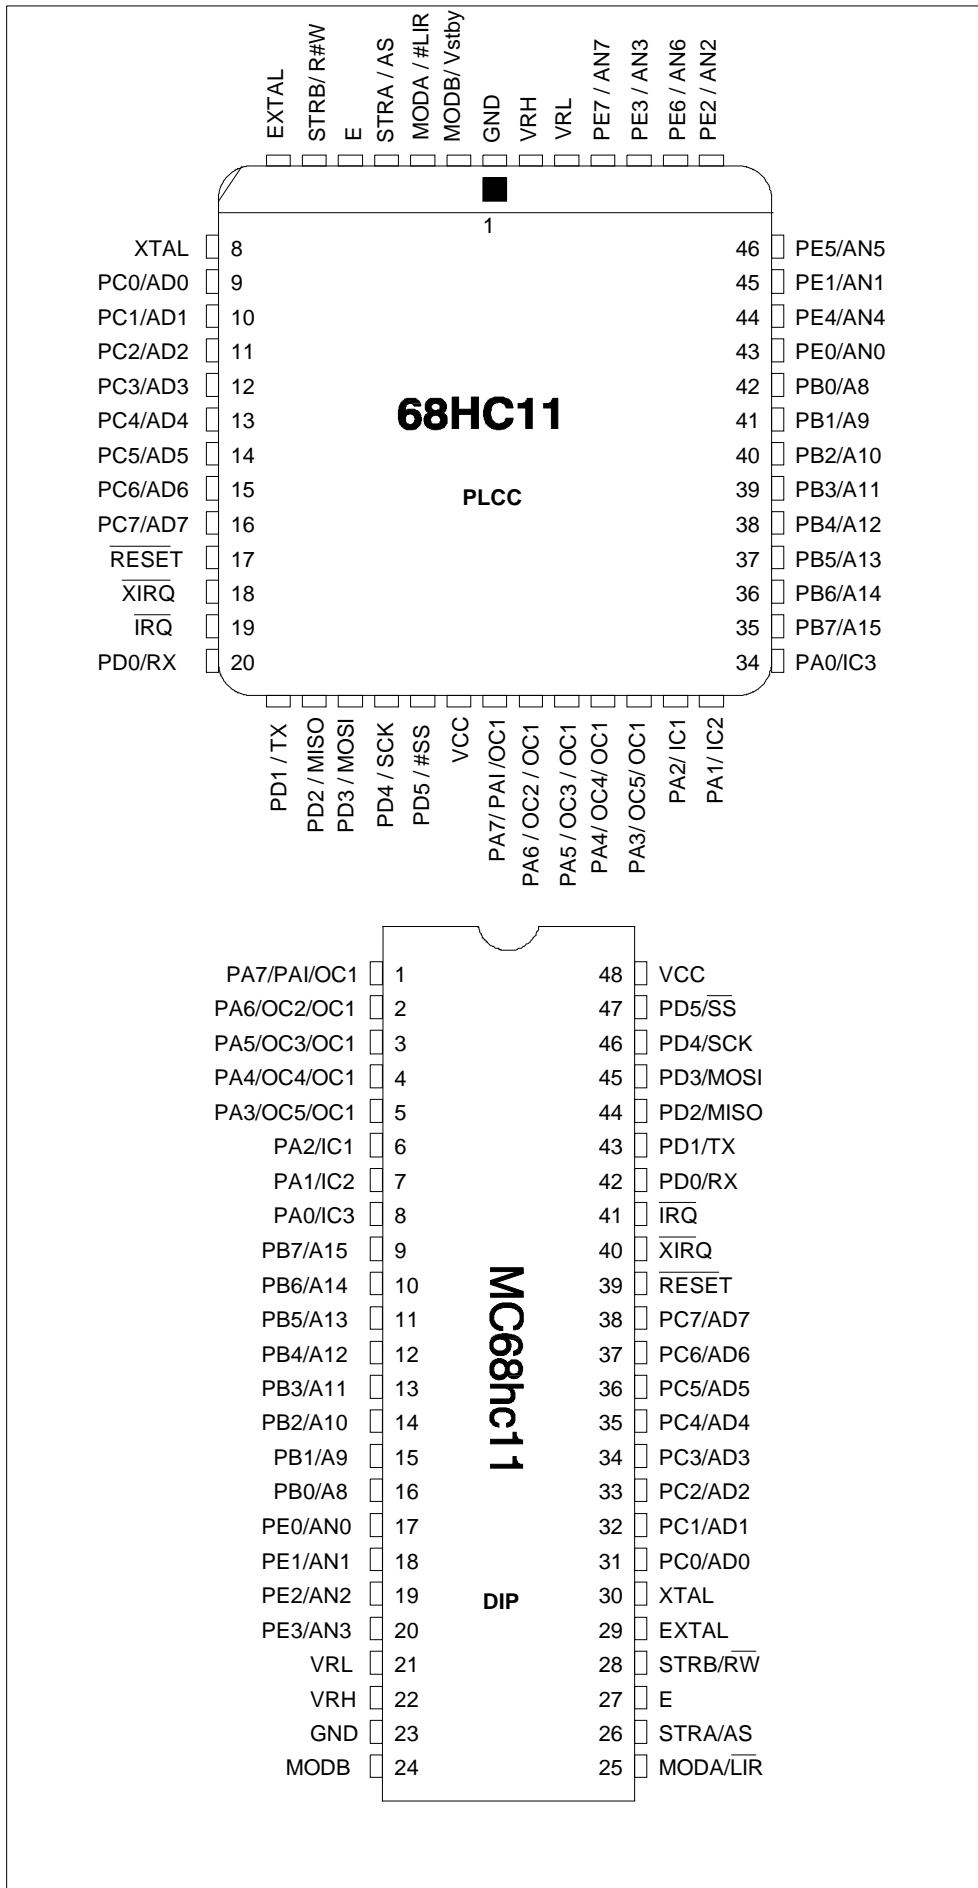 EXTAL
STRB/ R#W
E
STRA / AS
MODA / #LIR
MODB/ Vstby
GND
VRH
VRL
PE7 / AN7
PE3 / AN3
PE6 / AN6
PE2 / AN2
1
XTAL 8 46 PE5/AN5
PC0/AD0 9 45 PE1/AN1
PC1/AD1 10 44 PE4/AN4
PC2/AD2 11 43 PE0/AN0
PC3/AD3 12 42 PB0/A8
68HC11
PC4/AD4 13 41 PB1/A9
PC5/AD5 14 40 PB2/A10
PC6/AD6 15 39 PB3/A11
PLCC
PC7/AD7 16 38 PB4/A12
RESET 17 37 PB5/A13
XIRQ 18 36 PB6/A14
IRQ 19 35 PB7/A15
PD0/RX 20 34 PA0/IC3
PD1 / TX
PD2 / MISO
PD3 / MOSI
PD4 / SCK
PD5 / #SS
VCC
PA7/ PAI /OC1
PA6 / OC2 / OC1
PA5 / OC3 / OC1
PA4/ OC4/ OC1
PA3/ OC5/ OC1
PA2/ IC1
PA1/ IC2
PA7/PAI/OC1 1 48 VCC
PA6/OC2/OC1 2 47 PD5/SS
PA5/OC3/OC1 3 46 PD4/SCK
PA4/OC4/OC1 4 45 PD3/MOSI
PA3/OC5/OC1 5 44 PD2/MISO
PA2/IC1 6 43 PD1/TX
PA1/IC2 7 42 PD0/RX
PA0/IC3 8 41 IRQ
PB7/A15 9 40 XIRQ
PB6/A14 10 39 RESET
PB5/A13 11 38 PC7/AD7
PB4/A12 12 37 PC6/AD6
MC68hc11
PB3/A11 13 36 PC5/AD5
PB2/A10 14 35 PC4/AD4
PB1/A9 15 34 PC3/AD3
PB0/A8 16 33 PC2/AD2
PE0/AN0 17 32 PC1/AD1
PE1/AN1 18 31 PC0/AD0
PE2/AN2 19 30 XTAL
DIP
PE3/AN3 20 29 EXTAL
VRL 21 28 STRB/RW
VRH 22 27 E
GND 23 26 STRA/AS
MODB 24 25 MODA/LIR